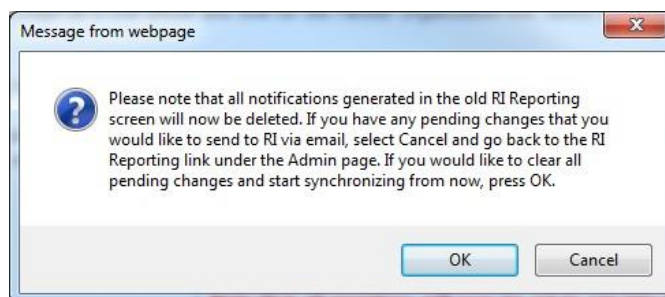 Message from webpage
Please note that all notifications generated in the old RI Reporting
screen will now be deleted. If you have any pending changes that you
would like to send to RI via email, select Cancel and go back to the RI
Reporting link under the Admin page. If you would like to clear all
pending changes and start synchronizing from now, press OK.
OK
Cancel